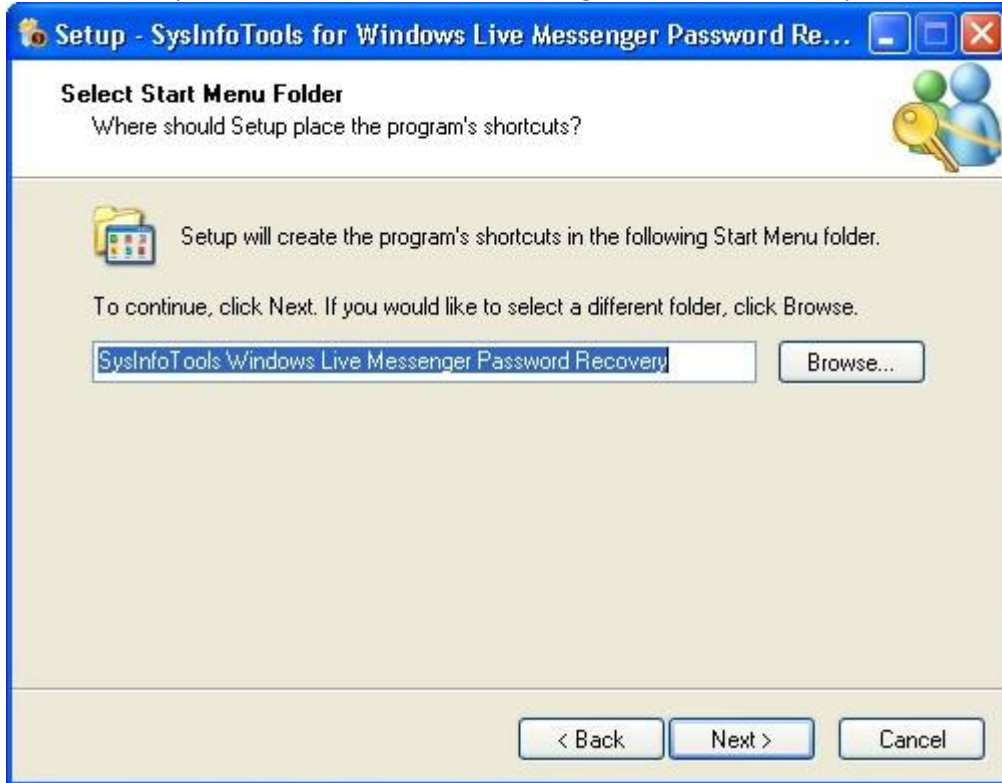 Setup - SysInfoTools for Windows Live Messenger Password Re...
Select Start Menu Folder
Where should Setup place the program's shortcuts?
Setup will create the program's shortcuts in the following Start Menu folder.
To continue, click Next. If you would like to select a different folder, click Browse.
SysInfoTools Windows Live Messenger Password Recovery
Browse...
< Back
Next >
Cancel